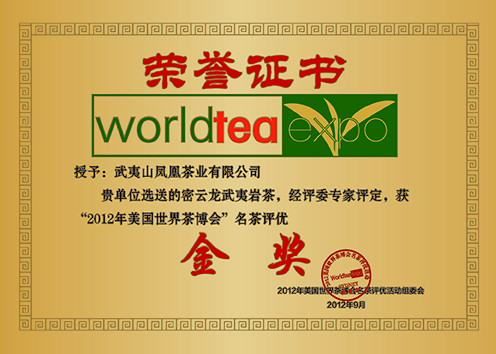 荣誉证书
worldtea expo
授予：武夷山凤凰茶业有限公司
贵单位选送的密云龙武夷岩茶，经评委专家评定，获
“2012年美国世界茶博会”名茶评优
金奖
Worldtea
2012年美国世界茶博会名茶评优活动组委会
2012年9月